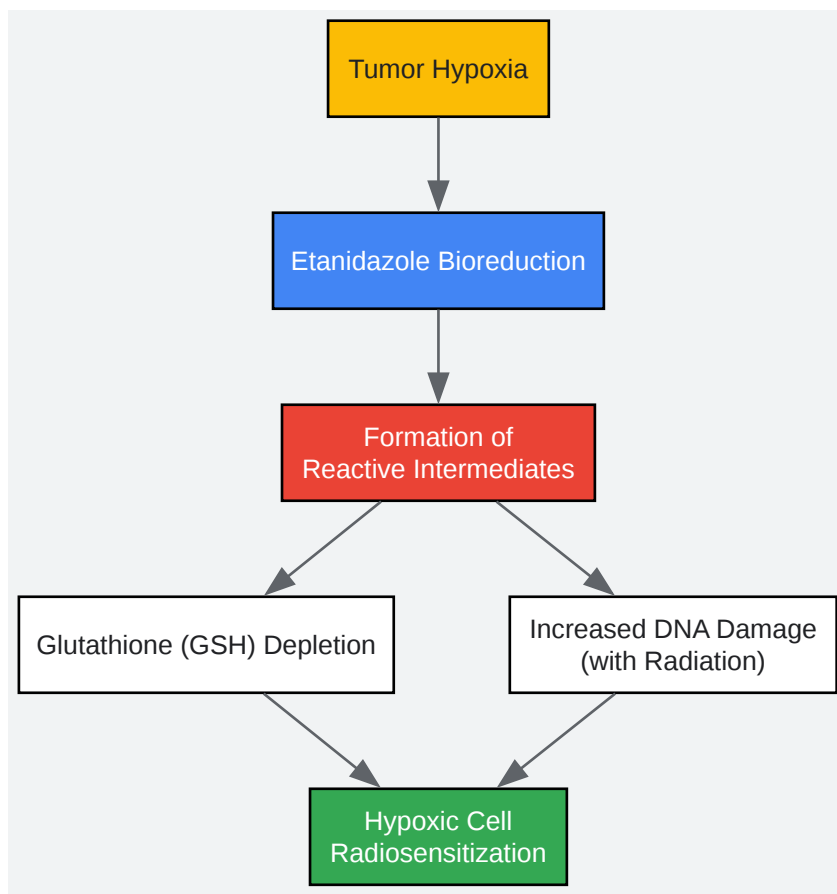 Tumor Hypoxia
Etanidazole Bioreduction
Formation of
Reactive Intermediates
Glutathione (GSH) Depletion
Increased DNA Damage
(with Radiation)
Hypoxic Cell
Radiosensitization